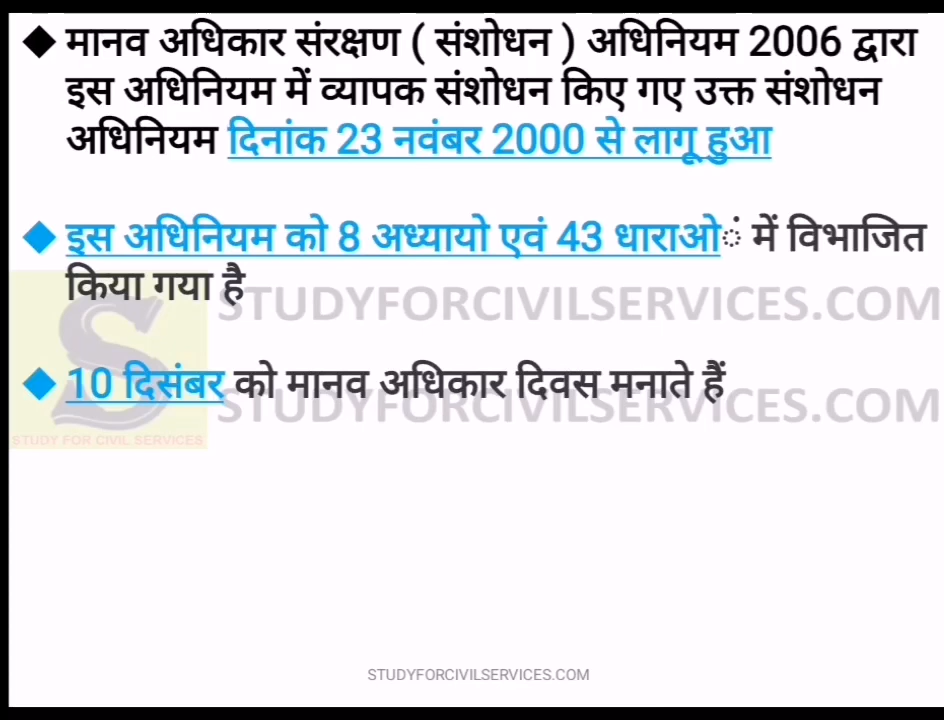 ◆ मानव अधिकार संरक्षण ( संशोधन ) अधिनियम 2006 द्वारा
इस अधिनियम में व्यापक संशोधन किए गए उक्त संशोधन
अधिनियम दिनांक 23 नवंबर 2000 से लागू हुआ
◆ इस अधिनियम को 8 अध्यायो एवं 43 धाराओं में विभाजित
किया गया है
STUDYFORCIVILSERVICES.COM
◆ 10 दिसंबर को मानव अधिकार दिवस मनाते हैं
STUDYFORCIVILSERVICES.COM
STUDY FOR CIVIL SERVICES
STUDYFORCIVILSERVICES.COM